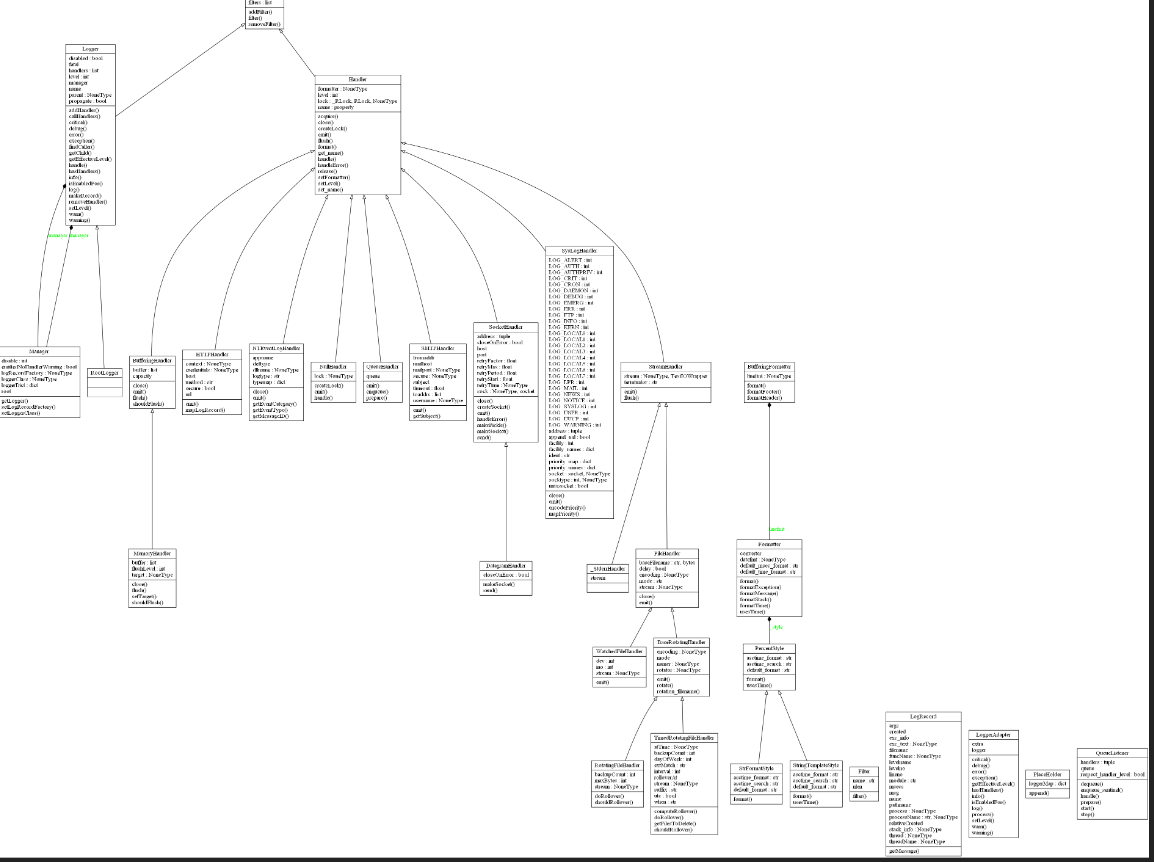 filters : list
addFilter()
filter()
removeFilter()
Logger
disabled : bool
fatal
handlers : list
level : int
manager
name
parent : NoneType
propagate : bool
addHandler()
callHandlers()
critical()
debug()
error()
exception()
findCaller()
getChild()
getEffectiveLevel()
handle()
hasHandlers()
info()
isEnabledFor()
log()
makeRecord()
removeHandler()
setLevel()
warn()
warning()
Handler
formatter : NoneType
level : int
lock : _RLock, RLock, NoneType
name : property
acquire()
close()
createLock()
emit()
flush()
format()
get_name()
handle()
handleError()
release()
setFormatter()
setLevel()
set_name()
Manager
disable : int
emittedNoHandlerWarning : bool
logRecordFactory : NoneType
loggerClass : NoneType
loggerDict : dict
root
getLogger()
setLogRecordFactory()
setLoggerClass()
RootLogger
BufferingHandler
buffer : list
capacity
close()
emit()
flush()
shouldFlush()
HTTPHandler
context : NoneType
credentials : NoneType
host
method : str
secure : bool
url
emit()
mapLogRecord()
NTEventLogHandler
appname
deftype
dllname : NoneType
logtype : str
typemap : dict
close()
emit()
getEventCategory()
getEventType()
getMessageID()
NullHandler
lock : NoneType
createLock()
emit()
handle()
QueueHandler
queue
emit()
enqueue()
prepare()
SMTPHandler
fromaddr
mailhost
mailport : NoneType
secure : NoneType
subject
timeout : float
toaddrs : list
username : NoneType
emit()
getSubject()
SocketHandler
address : tuple
closeOnError : bool
host
port
retryFactor : float
retryMax : float
retryPeriod : float
retryStart : float
retryTime : NoneType
sock : NoneType, socket
close()
createSocket()
emit()
handleError()
makePickle()
makeSocket()
send()
SysLogHandler
LOG_ALERT : int
LOG_AUTH : int
LOG_AUTHPRIV : int
LOG_CRIT : int
LOG_CRON : int
LOG_DAEMON : int
LOG_DEBUG : int
LOG_EMERG : int
LOG_ERR : int
LOG_FTP : int
LOG_INFO : int
LOG_KERN : int
LOG_LOCAL0 : int
LOG_LOCAL1 : int
LOG_LOCAL2 : int
LOG_LOCAL3 : int
LOG_LOCAL4 : int
LOG_LOCAL5 : int
LOG_LOCAL6 : int
LOG_LOCAL7 : int
LOG_LPR : int
LOG_MAIL : int
LOG_NEWS : int
LOG_NOTICE : int
LOG_SYSLOG : int
LOG_USER : int
LOG_UUCP : int
LOG_WARNING : int
address : tuple
append_nul : bool
facility : int
facility_names : dict
ident : str
priority_map : dict
priority_names : dict
socket : socket, NoneType
socktype : int, NoneType
unixsocket : bool
close()
emit()
encodePriority()
mapPriority()
StreamHandler
stream : NoneType, TextIOWrapper
terminator : str
emit()
flush()
BufferingFormatter
linefmt : NoneType
format()
formatFooter()
formatHeader()
MemoryHandler
buffer : list
flushLevel : int
target : NoneType
close()
flush()
setTarget()
shouldFlush()
DatagramHandler
closeOnError : bool
makeSocket()
send()
_StderrHandler
stream
FileHandler
baseFilename : str, bytes
delay : bool
encoding : NoneType
mode : str
stream : NoneType
close()
emit()
linefmt
Formatter
converter
datefmt : NoneType
default_msec_format : str
default_time_format : str
format()
formatException()
formatMessage()
formatStack()
formatTime()
usesTime()
_style
WatchedFileHandler
dev : int
ino : int
stream : NoneType
emit()
BaseRotatingHandler
encoding : NoneType
mode
namer : NoneType
rotator : NoneType
emit()
rotate()
rotation_filename()
PercentStyle
asctime_format : str
asctime_search : str
default_format : str
format()
usesTime()
RotatingFileHandler
backupCount : int
maxBytes : int
stream : NoneType
doRollover()
shouldRollover()
TimedRotatingFileHandler
atTime : NoneType
backupCount : int
dayOfWeek : int
extMatch : str
interval : int
rolloverAt
stream : NoneType
suffix : str
utc : bool
when : str
computeRollover()
doRollover()
getFilesToDelete()
shouldRollover()
StrFormatStyle
asctime_format : str
asctime_search : str
default_format : str
format()
StringTemplateStyle
asctime_format : str
asctime_search : str
default_format : str
format()
usesTime()
Filter
name : str
nlen
filter()
LogRecord
args
created
exc_info
exc_text : NoneType
filename
funcName : NoneType
levelname
levelno
lineno
module : str
msecs
msg
name
pathname
process : NoneType
processName : str, NoneType
relativeCreated
stack_info : NoneType
thread : NoneType
threadName : NoneType
getMessage()
LoggerAdapter
extra
logger
critical()
debug()
error()
exception()
getEffectiveLevel()
hasHandlers()
info()
isEnabledFor()
log()
process()
setLevel()
warn()
warning()
PlaceHolder
loggerMap : dict
append()
QueueListener
handlers : tuple
queue
respect_handler_level : bool
dequeue()
enqueue_sentinel()
handle()
prepare()
start()
stop()